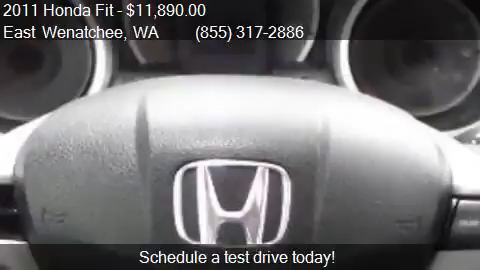 2011 Honda Fit - $11,890.00
East Wenatchee, WA (855) 317-2886
Schedule a test drive today!